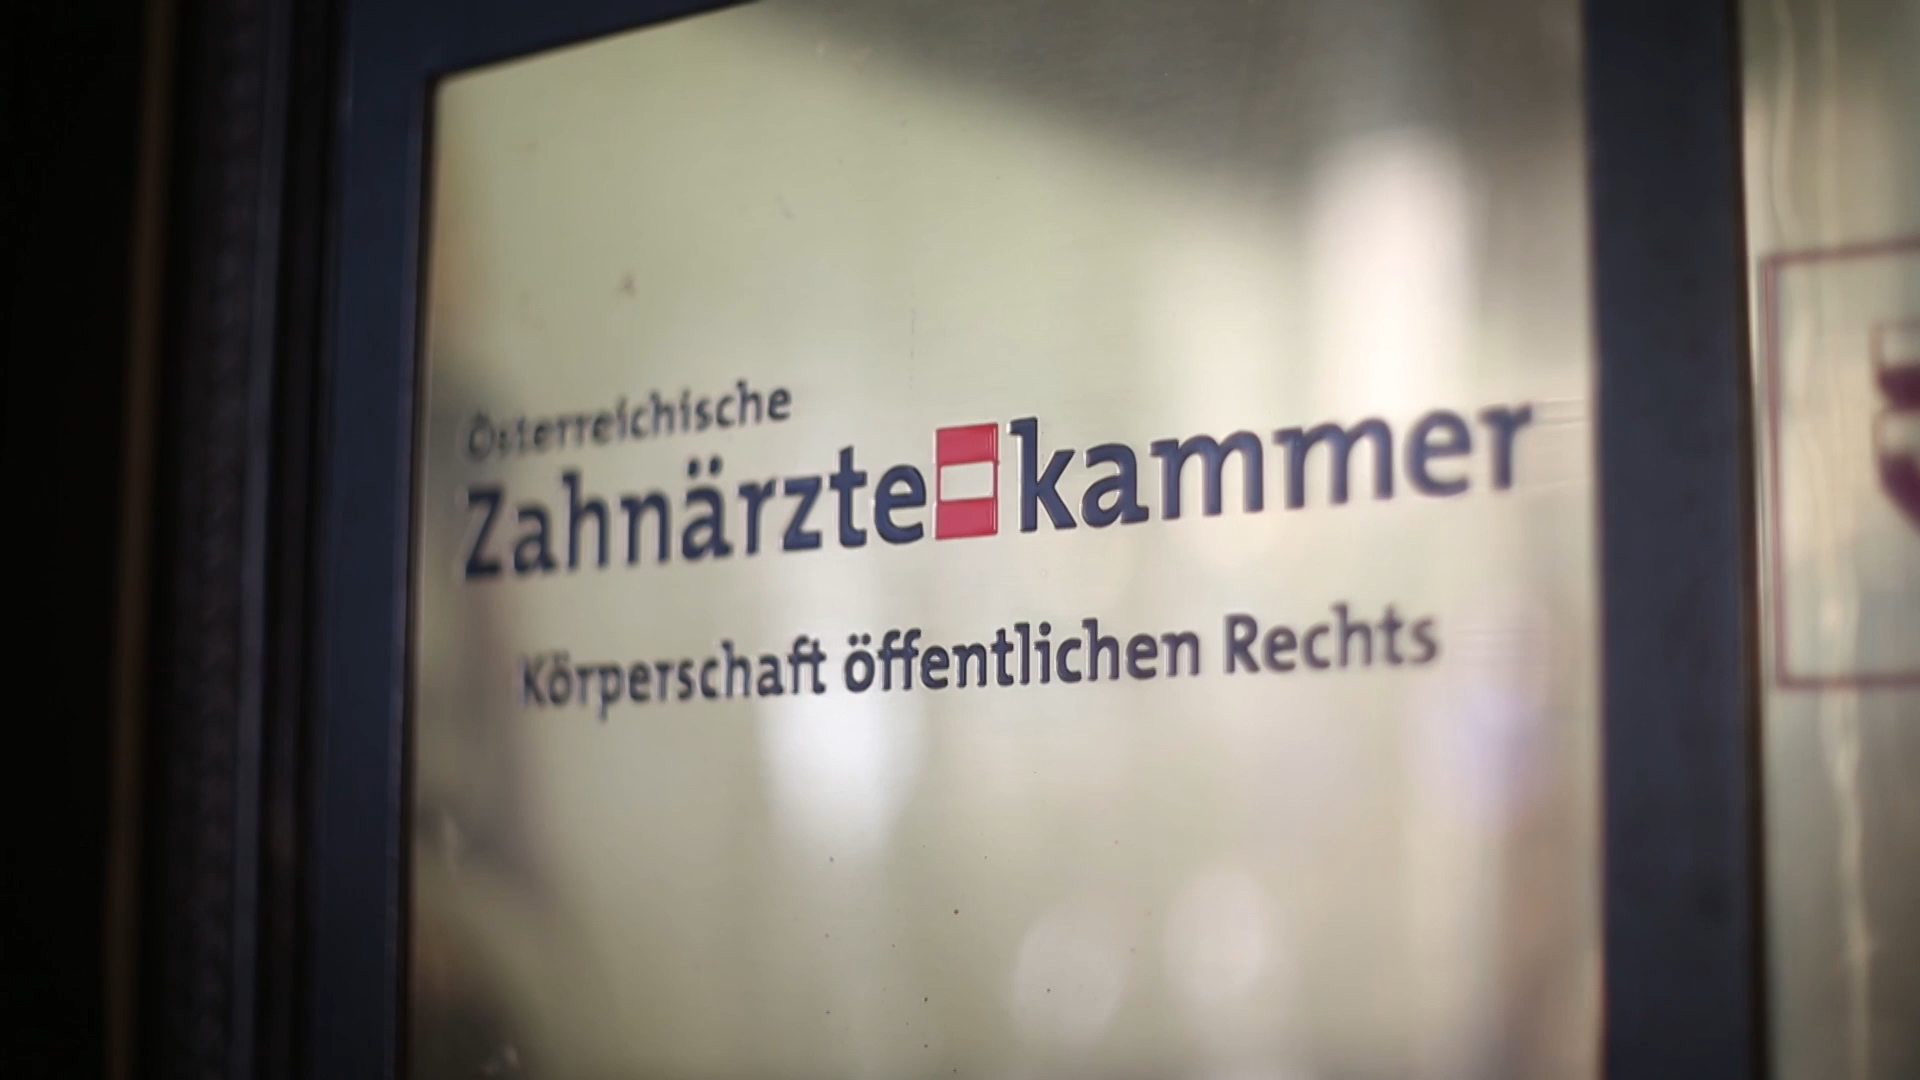 Österreichische
Zahnärztekammer
Körperschaft öffentlichen Rechts